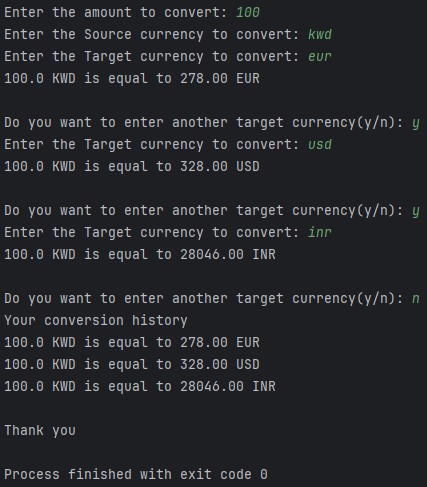 Enter the amount to convert: 100
Enter the Source currency to convert: kwd
Enter the Target currency to convert: eur
100.0 KWD is equal to 278.00 EUR
Do you want to enter another target currency(y/n): y
Enter the Target currency to convert: usd
100.0 KWD is equal to 328.00 USD
Do you want to enter another target currency(y/n): y
Enter the Target currency to convert: inr
100.0 KWD is equal to 28046.00 INR
Do you want to enter another target currency(y/n): n
Your conversion history
100.0 KWD is equal to 278.00 EUR
100.0 KWD is equal to 328.00 USD
100.0 KWD is equal to 28046.00 INR
Thank you
Process finished with exit code 0